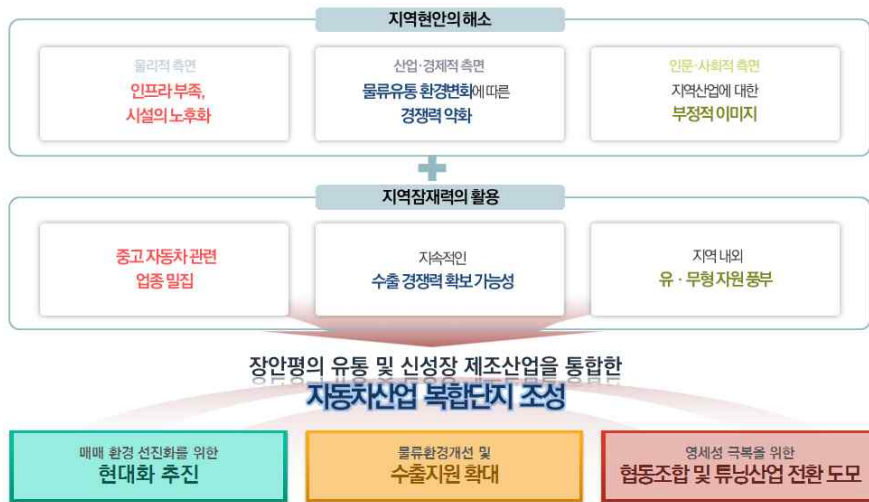 지역현안의 해소
물리적 측면
인프라 부족,
시설의 노후화
산업·경제적 측면
물류유통 환경변화에 따른
경쟁력 약화
인문·사회적 측면
지역산업에 대한
부정적 이미지
지역잠재력의 활용
중고 자동차 관련
업종 밀집
지속적인
수출 경쟁력 확보 가능성
지역 내외
유·무형 자원 풍부
장안평의 유통 및 신성장 제조산업을 통합한
자동차산업 복합단지 조성
매매 환경 선진화를 위한
현대화 추진
물류환경개선 및
수출지원 확대
영세성 극복을 위한
협동조합 및 튜닝산업 전환 도모